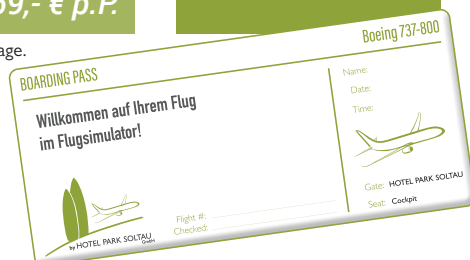 9,- € p.P.
age.
BOARDING PASS
Boeing 737-800
Willkommen auf Ihrem Flug
im Flugsimulator!
Name:
Date:
Time:
Flight #:
Checked:
Gate: HOTEL PARK SOLTAU
Seat: Cockpit
by HOTEL PARK SOLTAU
GmbH